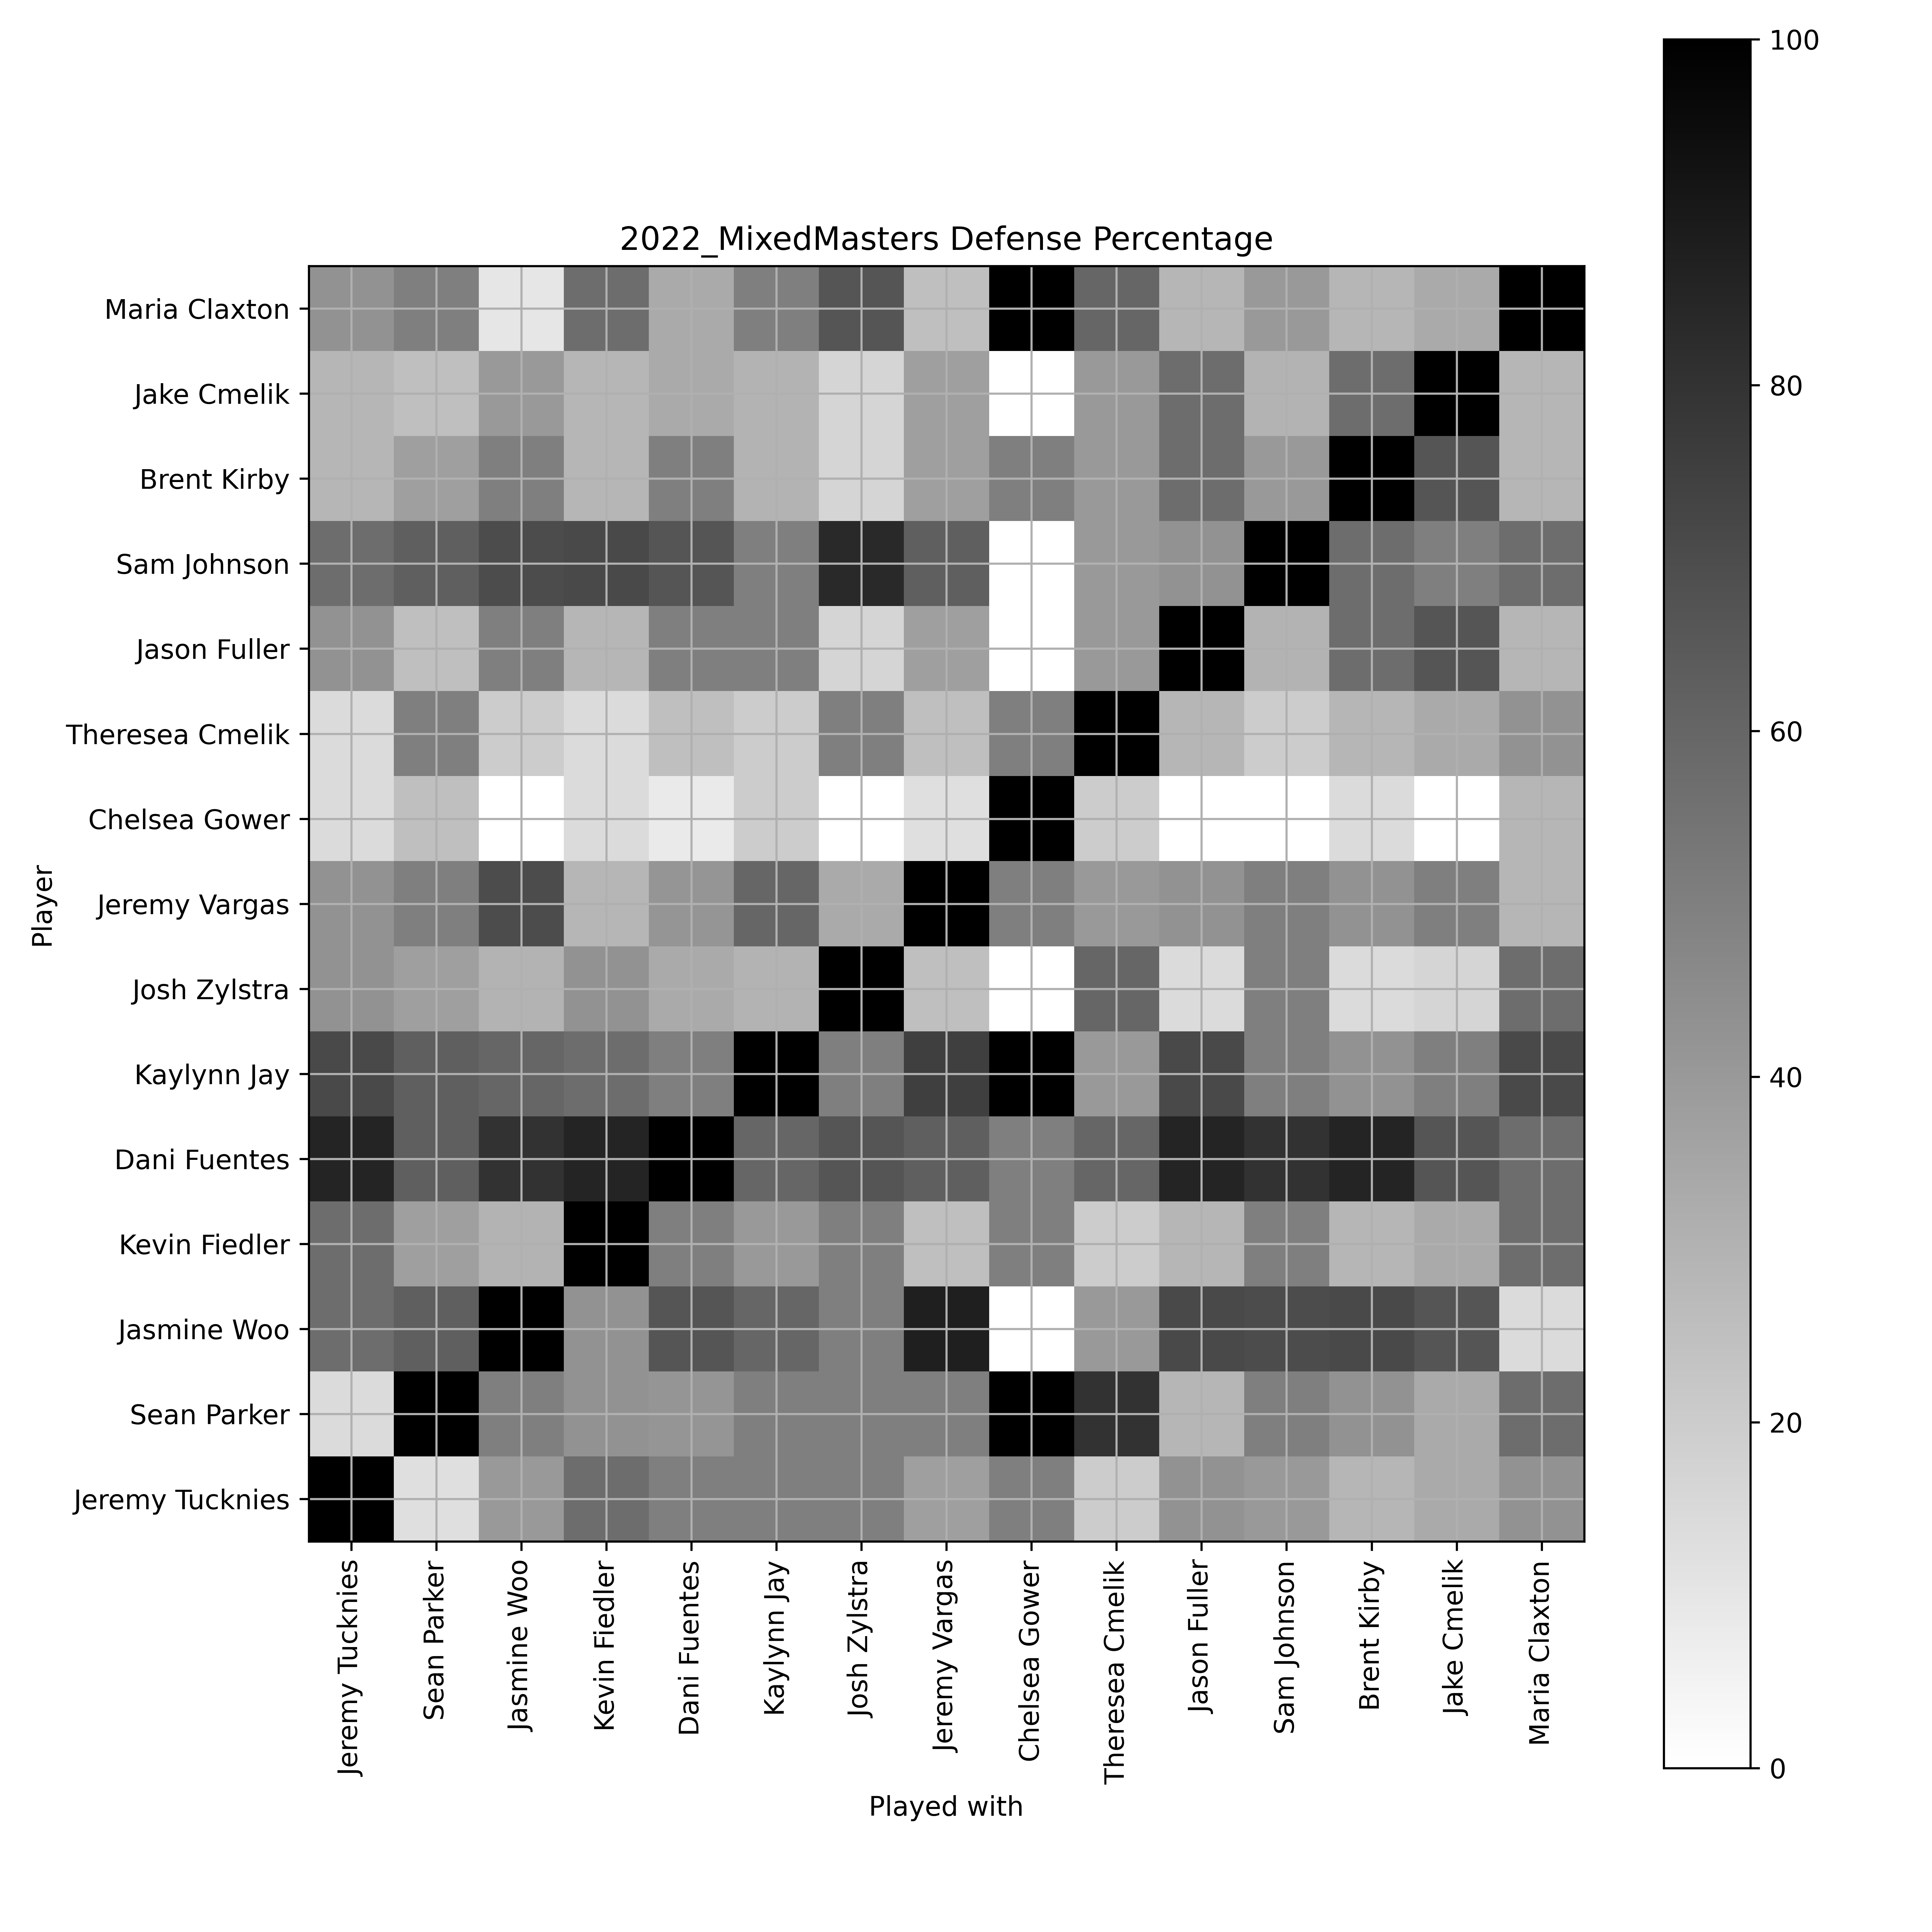 2022_MixedMasters Defense Percentage
Player
Maria Claxton
Jake Cmelik
Brent Kirby
Sam Johnson
Jason Fuller
Theresea Cmelik
Chelsea Gower
Jeremy Vargas
Josh Zylstra
Kaylynn Jay
Dani Fuentes
Kevin Fiedler
Jasmine Woo
Sean Parker
Jeremy Tucknies
Jeremy Tucknies
Sean Parker
Jasmine Woo
Kevin Fiedler
Dani Fuentes
Kaylynn Jay
Josh Zylstra
Jeremy Vargas
Chelsea Gower
Theresea Cmelik
Jason Fuller
Sam Johnson
Brent Kirby
Jake Cmelik
Maria Claxton
Played with
100
80
60
40
20
0